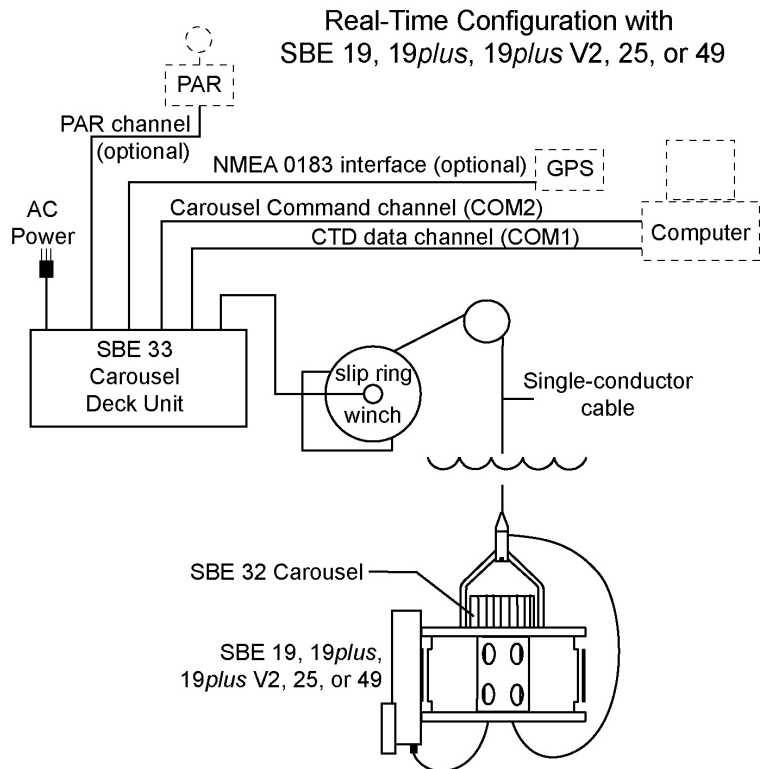 Real-Time Configuration with
SBE 19, 19plus, 19plus V2, 25, or 49
PAR
PAR channel
(optional)
NMEA 0183 interface (optional)
GPS
AC
Power
Carousel Command channel (COM2)
CTD data channel (COM1)
Computer
SBE 33
Carousel
Deck Unit
slip ring
winch
Single-conductor
cable
SBE 32 Carousel
SBE 19, 19plus,
19plus V2, 25, or 49